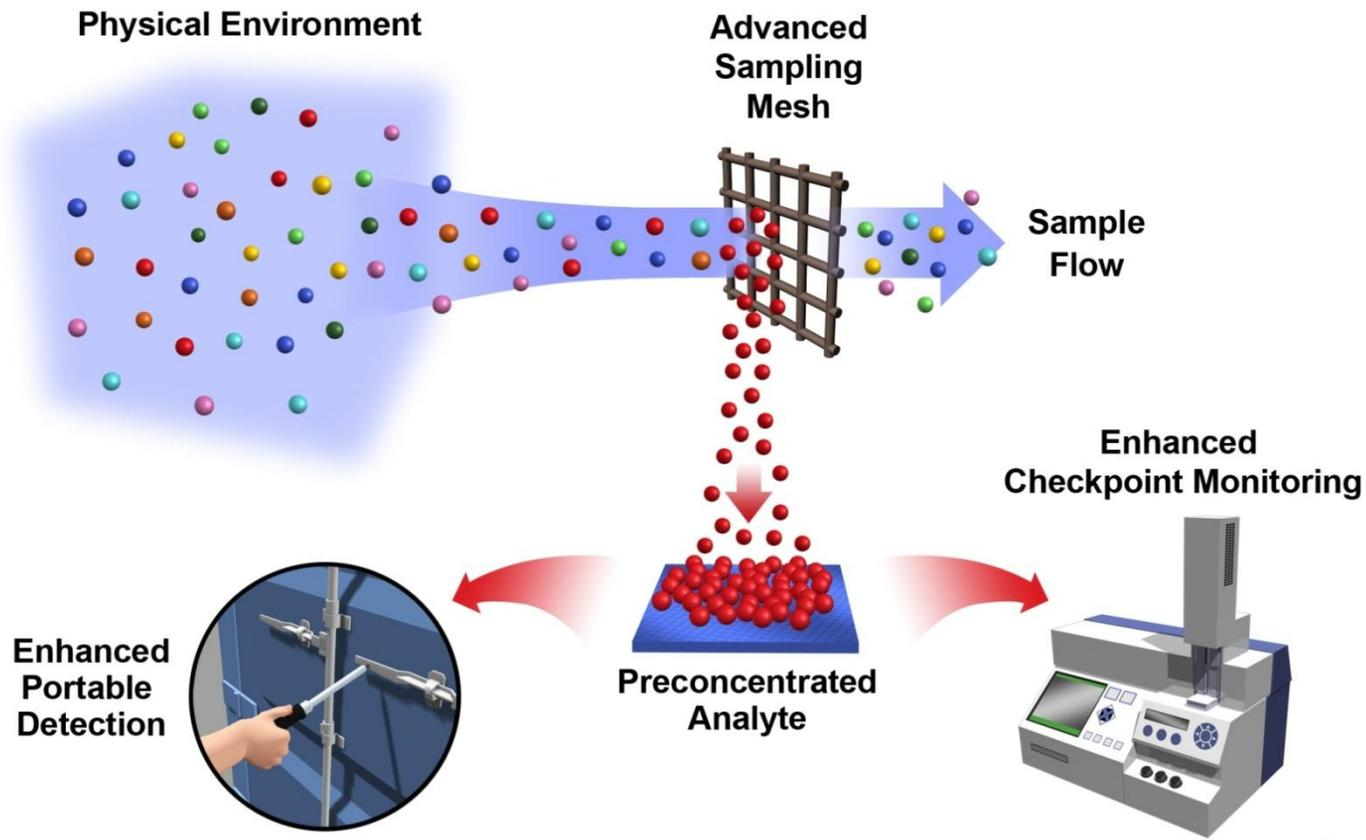 Physical Environment
Advanced
Sampling
Mesh
Sample
Flow
Enhanced
Checkpoint Monitoring
Enhanced
Portable
Detection
Preconcentrated
Analyte